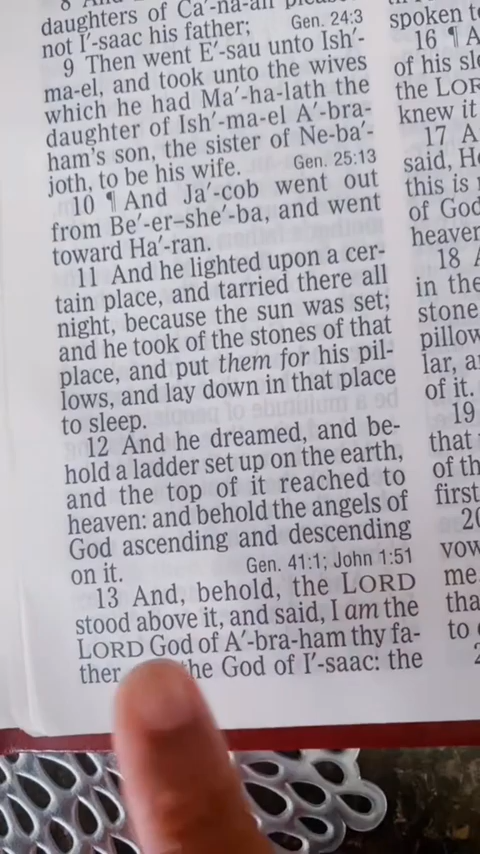 daughters of Ca′-na-an
not I′-saac his father; Gen. 24:3
9 Then went E′-sau unto Ish′-
ma-el, and took unto the wives
which he had Ma′-ha-lath the
daughter of Ish′-ma-el A′-bra-
ham's son, the sister of Ne-ba′-
joth, to be his wife. Gen. 25:13
10 ¶ And Ja′-cob went out
from Be′-er–she′-ba, and went
toward Ha′-ran.
11 And he lighted upon a cer-
tain place, and tarried there all
night, because the sun was set;
and he took of the stones of that
place, and put them for his pil-
lows, and lay down in that place
to sleep.
12 And he dreamed, and be-
hold a ladder set up on the earth,
and the top of it reached to
heaven: and behold the angels of
God ascending and descending
on it. Gen. 41:1; John 1:51
13 And, behold, the LORD
stood above it, and said, I am the
LORD God of A′-bra-ham thy fa-
ther the God of I′-saac: the
spoken
16 ¶
of his
the LOR
knew it
17 A
said, H
this is
of God
heaven
18
in the
stone
pillow
lar, a
of it.
19
that
of th
first
20
vow
me
tha
to
2